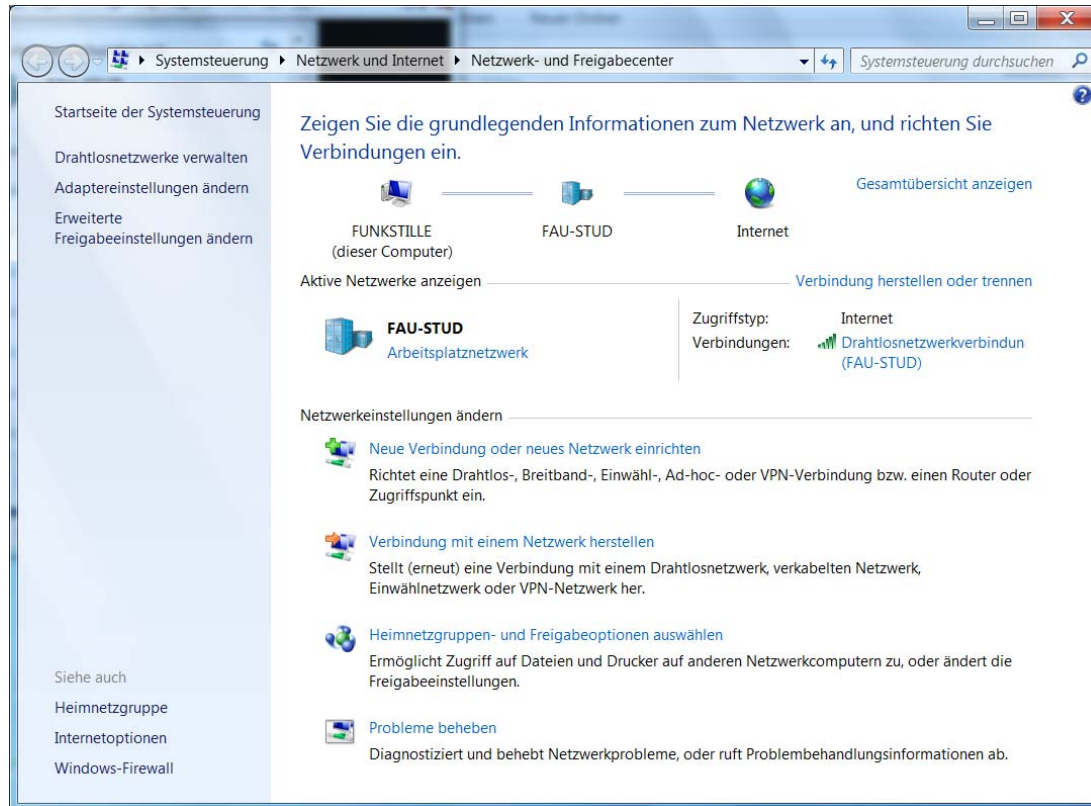 Neuer Ordner
Systemsteuerung
Netzwerk und Internet
Netzwerk- und Freigabecenter
Systemsteuerung durchsuchen
Startseite der Systemsteuerung
Drahtlosnetzwerke verwalten
Adaptereinstellungen ändern
Erweiterte
Freigabeeinstellungen ändern
Siehe auch
Heimnetzgruppe
Internetoptionen
Windows-Firewall
Zeigen Sie die grundlegenden Informationen zum Netzwerk an, und richten Sie
Verbindungen ein.
Gesamtübersicht anzeigen
FUNKSTILLE
(dieser Computer)
FAU-STUD
Internet
Aktive Netzwerke anzeigen
Verbindung herstellen oder trennen
FAU-STUD
Arbeitsplatznetzwerk
Zugriffstyp: Internet
Verbindungen: Drahtlosnetzwerkverbindun
(FAU-STUD)
Netzwerkeinstellungen ändern
Neue Verbindung oder neues Netzwerk einrichten
Richtet eine Drahtlos-, Breitband-, Einwähl-, Ad-hoc- oder VPN-Verbindung bzw. einen Router oder
Zugriffspunkt ein.
Verbindung mit einem Netzwerk herstellen
Stellt (erneut) eine Verbindung mit einem Drahtlosnetzwerk, verkabelten Netzwerk,
Einwählnetzwerk oder VPN-Netzwerk her.
Heimnetzgruppen- und Freigabeoptionen auswählen
Ermöglicht Zugriff auf Dateien und Drucker auf anderen Netzwerkcomputern zu, oder ändert die
Freigabeeinstellungen.
Probleme beheben
Diagnostiziert und behebt Netzwerkprobleme, oder ruft Problembehandlungsinformationen ab.